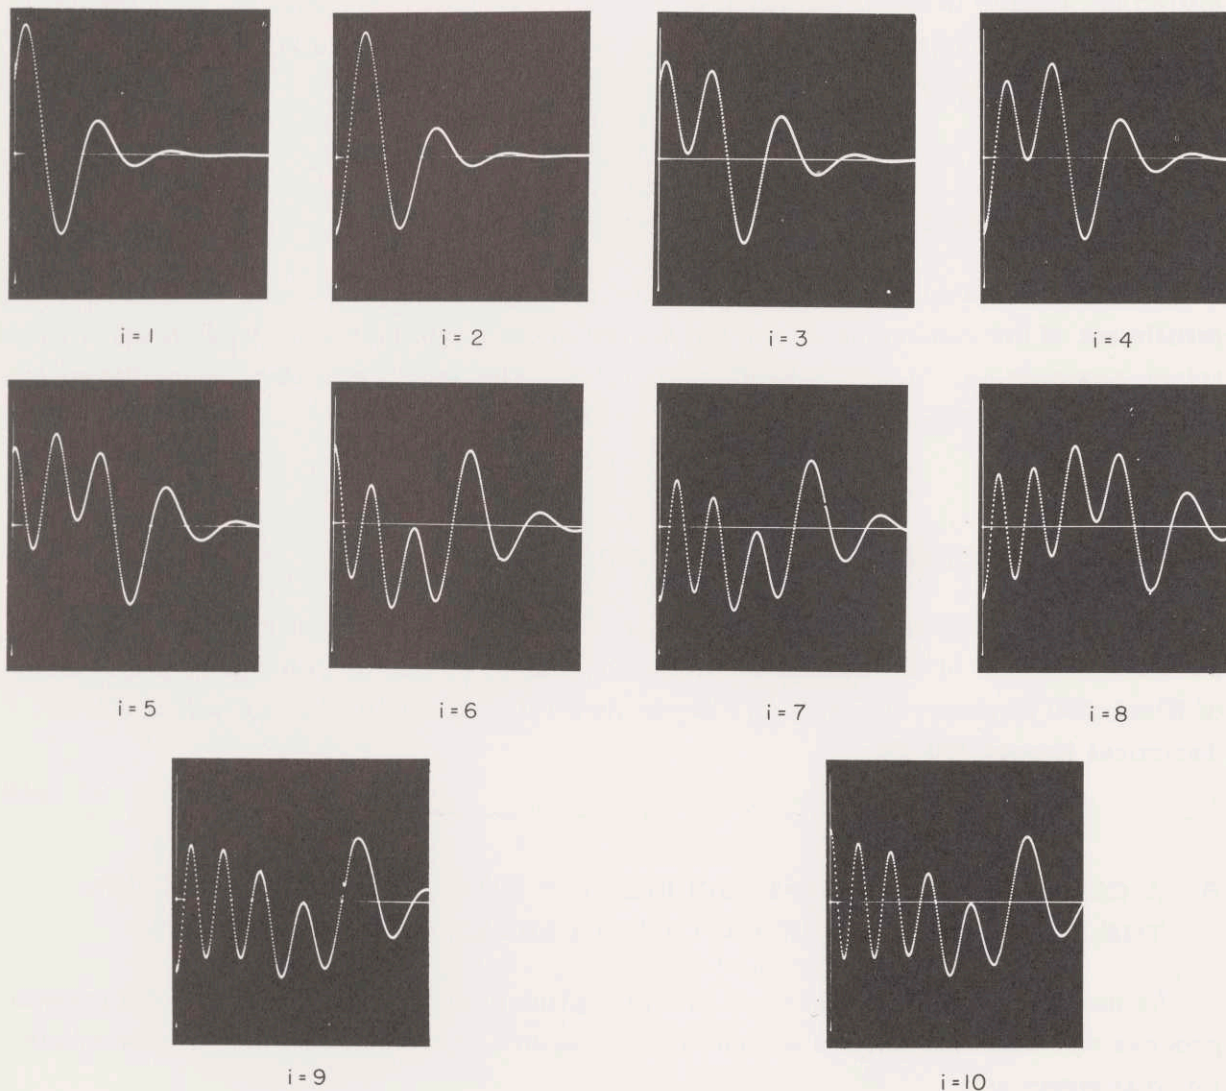 i = 1
i = 2
i = 3
i = 4
i = 5
i = 6
i = 7
i = 8
i = 9
i = 10